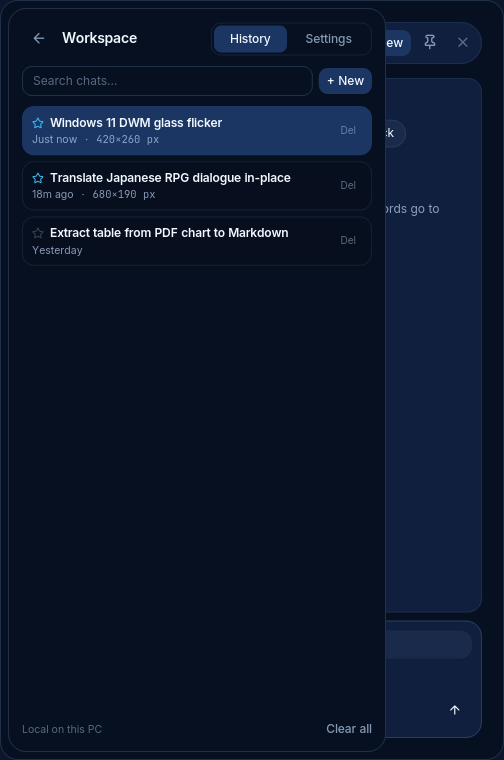 Workspace
History
Settings
ew
Search chats...
+ New
Windows 11 DWM glass flicker
Just now · 420×260 px
Del
ck
Translate Japanese RPG dialogue in-place
18m ago · 680×190 px
Del
ords go to
Extract table from PDF chart to Markdown
Yesterday
Del
Local on this PC
Clear all